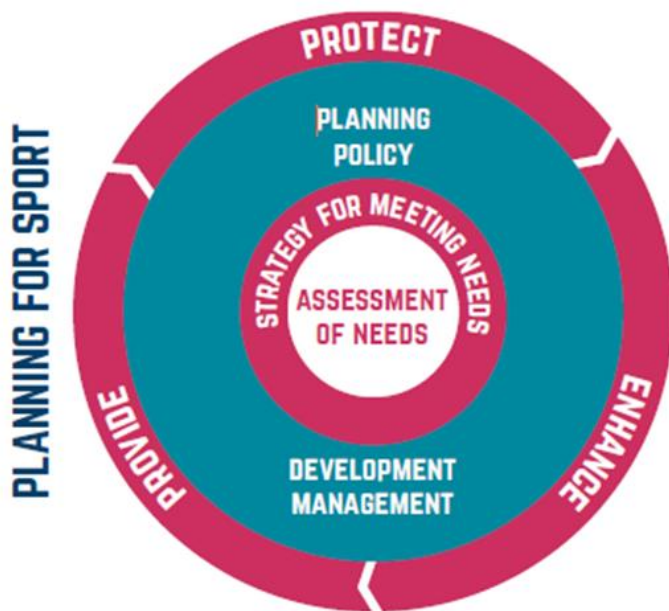 PLANNING FOR SPORT
PROTECT
PLANNING
POLICY
STRATEGY FOR MEETING NEEDS
ASSESSMENT
OF NEEDS
DEVELOPMENT
MANAGEMENT
PROVIDE
ENHANCE